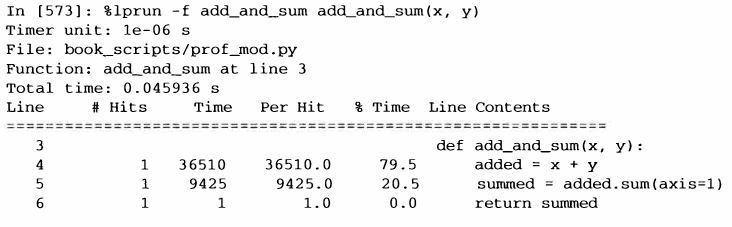 In [573]: %lprun -f add_and_sum add_and_sum(x, y)
Timer unit: 1e-06 s
File: book_scripts/prof_mod.py
Function: add_and_sum at line 3
Total time: 0.045936 s
Line # Hits Time Per Hit % Time Line Contents
==============================================================
3 def add_and_sum(x, y):
4 1 36510 36510.0 79.5 added = x + y
5 1 9425 9425.0 20.5 summed = added.sum(axis=1)
6 1 1 1.0 0.0 return summed